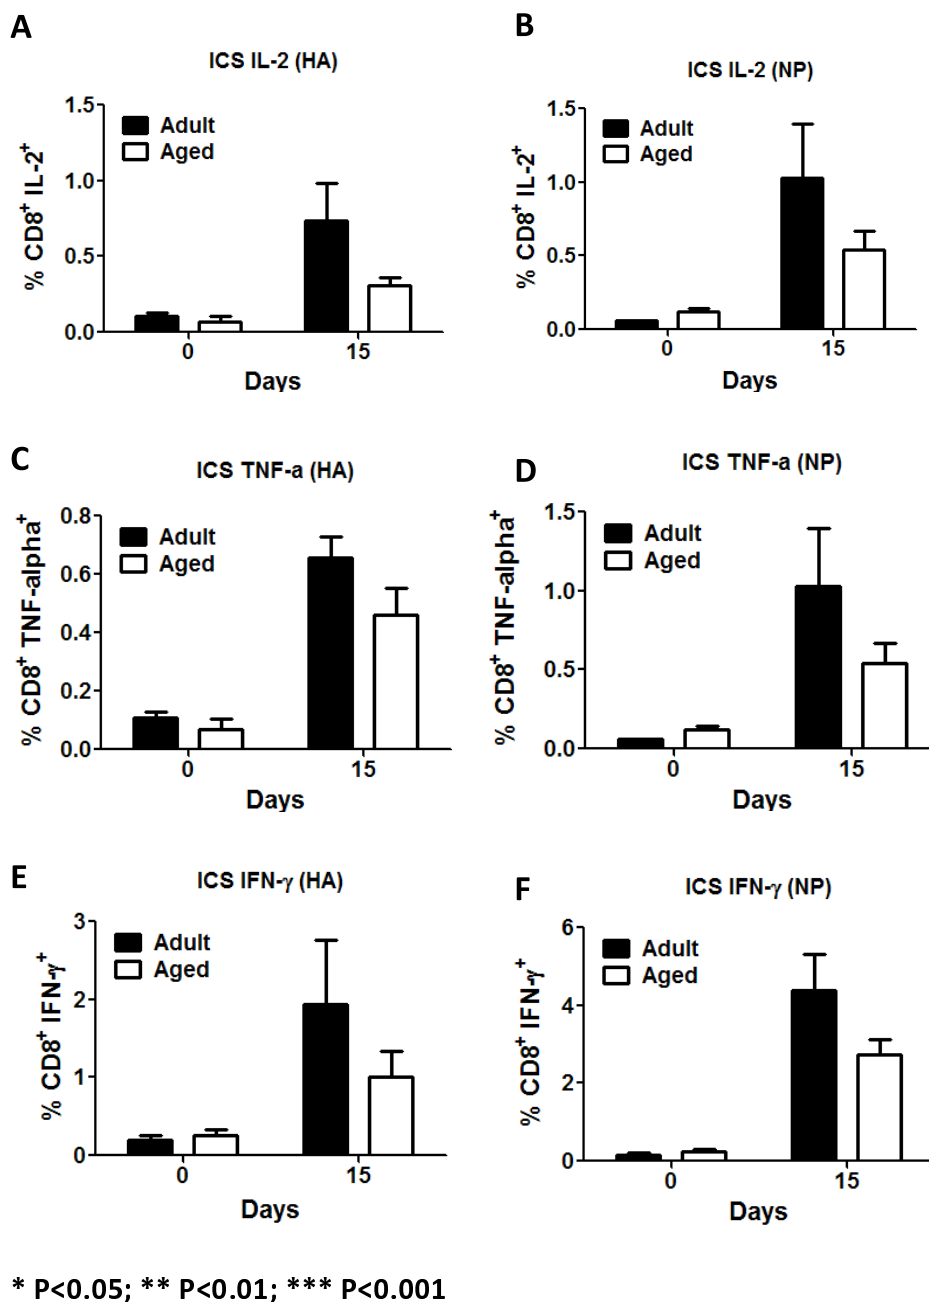 A
ICS IL-2 (HA)
1.5
1.0
0.5
0.0
% CD8+ IL-2+
Adult
Aged
0 15
Days
B
ICS IL-2 (NP)
1.5
1.0
0.5
0.0
% CD8+ IL-2+
Adult
Aged
0 15
Days
C
ICS TNF-a (HA)
0.8
0.6
0.4
0.2
0.0
% CD8+ TNF-alpha+
Adult
Aged
0 15
Days
D
ICS TNF-a (NP)
1.5
1.0
0.5
0.0
% CD8+ TNF-alpha+
Adult
Aged
0 15
Days
E
ICS IFN-γ (HA)
3
2
1
0
% CD8+ IFN-γ+
Adult
Aged
0 15
Days
F
ICS IFN-γ (NP)
6
4
2
0
% CD8+ IFN-γ+
Adult
Aged
0 15
Days
* P<0.05; ** P<0.01; *** P<0.001